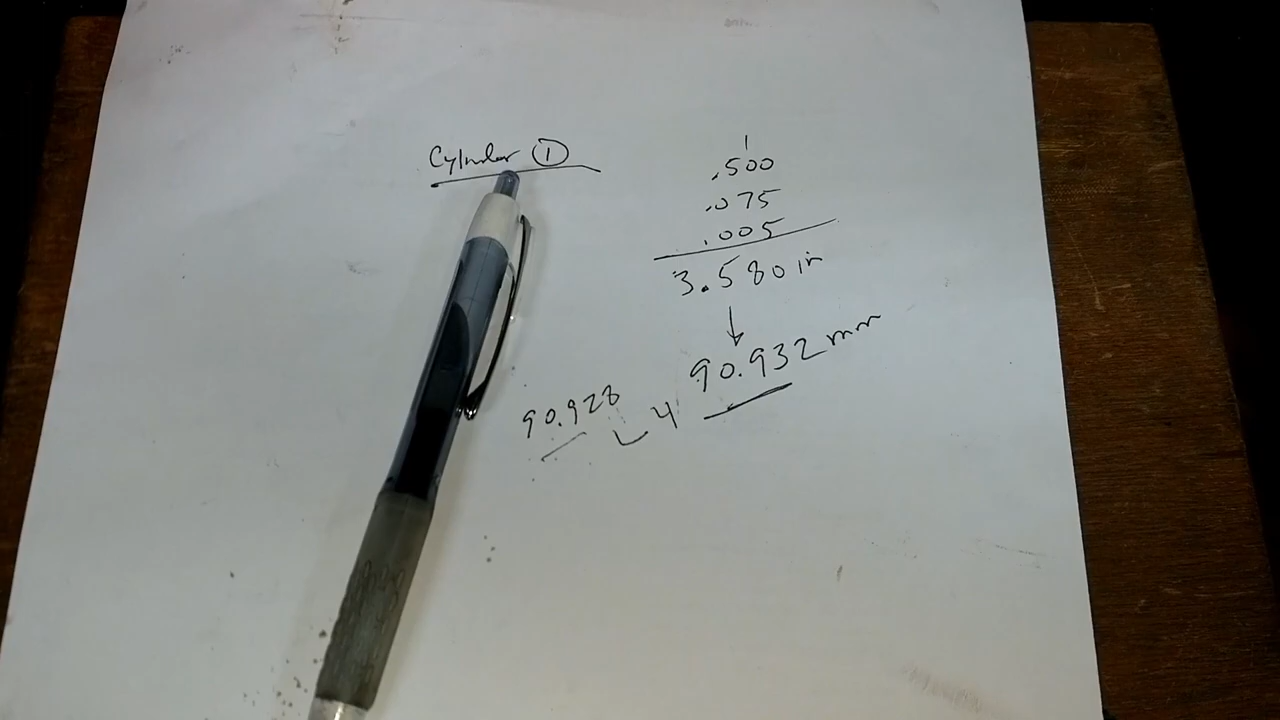 Cylinder ①
1
.500
.075
.005
3.580 in
↓
90.932 mm
90.928
4